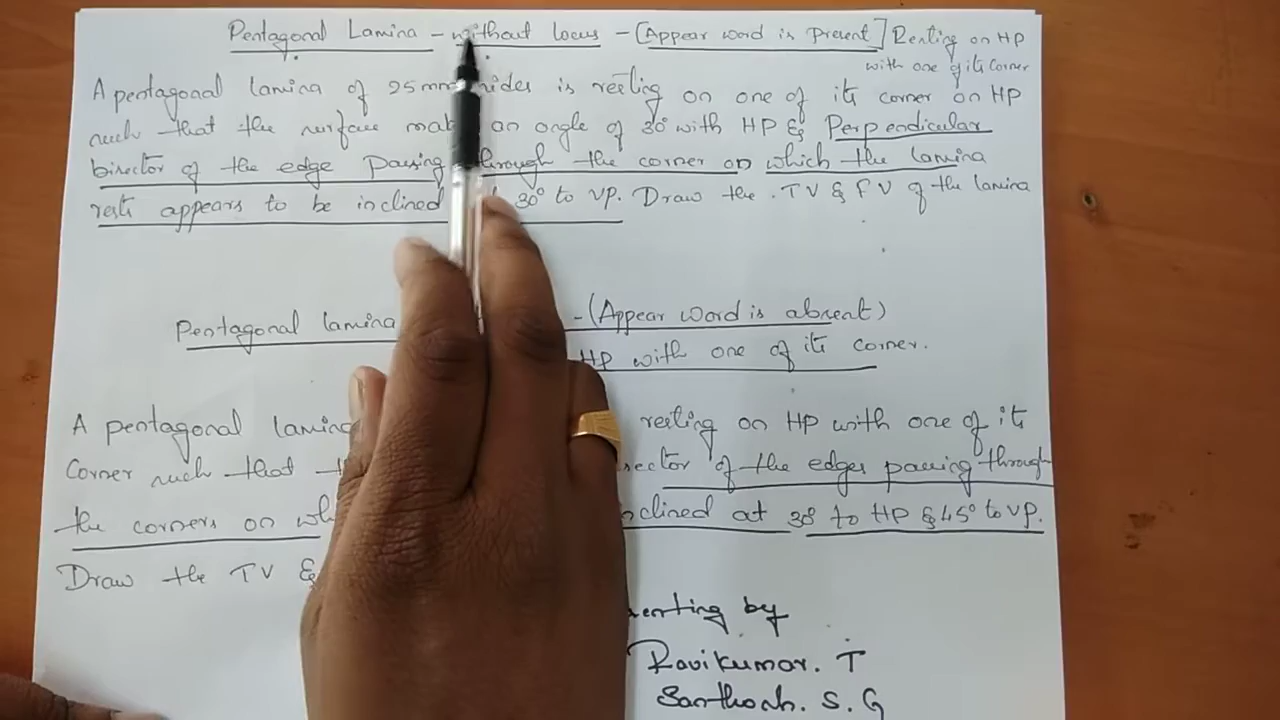 Pentagonal Lamina - without locus - [Appear word is Present] Resting on HP
with one of its corner
A pentagonal lamina of 25mm sides is resting on one of its corner on HP
such that the surface make an angle of 30° with HP & Perpendicular
bisector of the edge passing through the corner on which the lamina
rests appears to be inclined 30° to VP. Draw the TV & FV of the lamina
Pentagonal lamina - (Appear Word is absent)
HP with one of its corner.
A pentagonal lamina resting on HP with one of its
Corner such that of the edges passing through
the corners on inclined at 30° to HP & 45° to VP.
Draw the TV &
by
Ravikumar. T
Santhosh. S. G